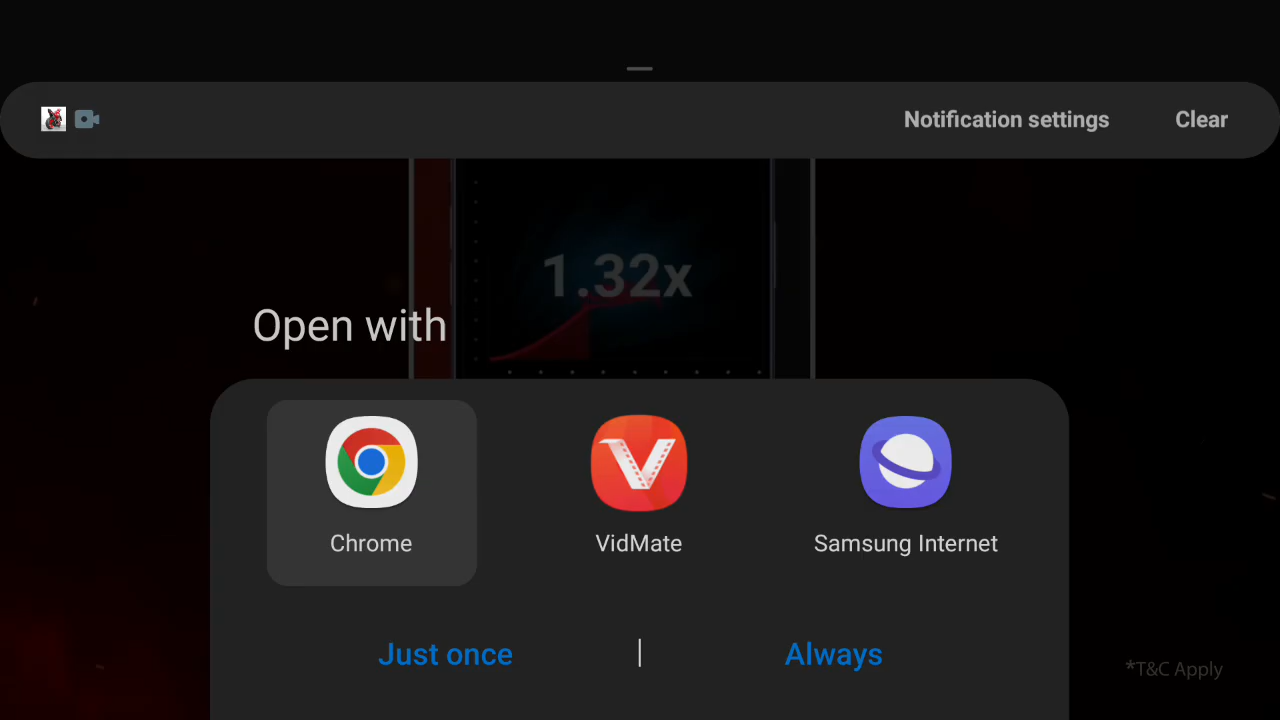 Notification settings Clear
1.32x
Open with
Chrome VidMate Samsung Internet
Just once | Always
*T&C Apply